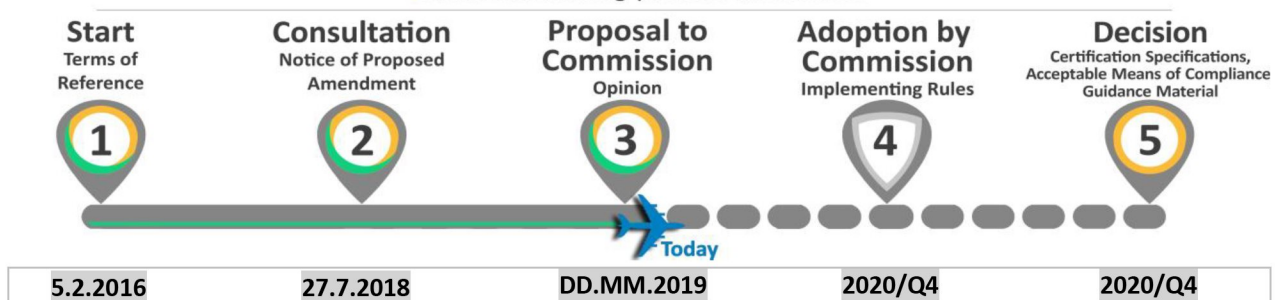 Start
Terms of
Reference
Consultation
Notice of Proposed
Amendment
Proposal to
Commission
Opinion
Adoption by
Commission
Implementing Rules
Decision
Certification Specifications,
Acceptable Means of Compliance
Guidance Material
1
2
3
4
5
Today
5.2.2016
27.7.2018
DD.MM.2019
2020/Q4
2020/Q4